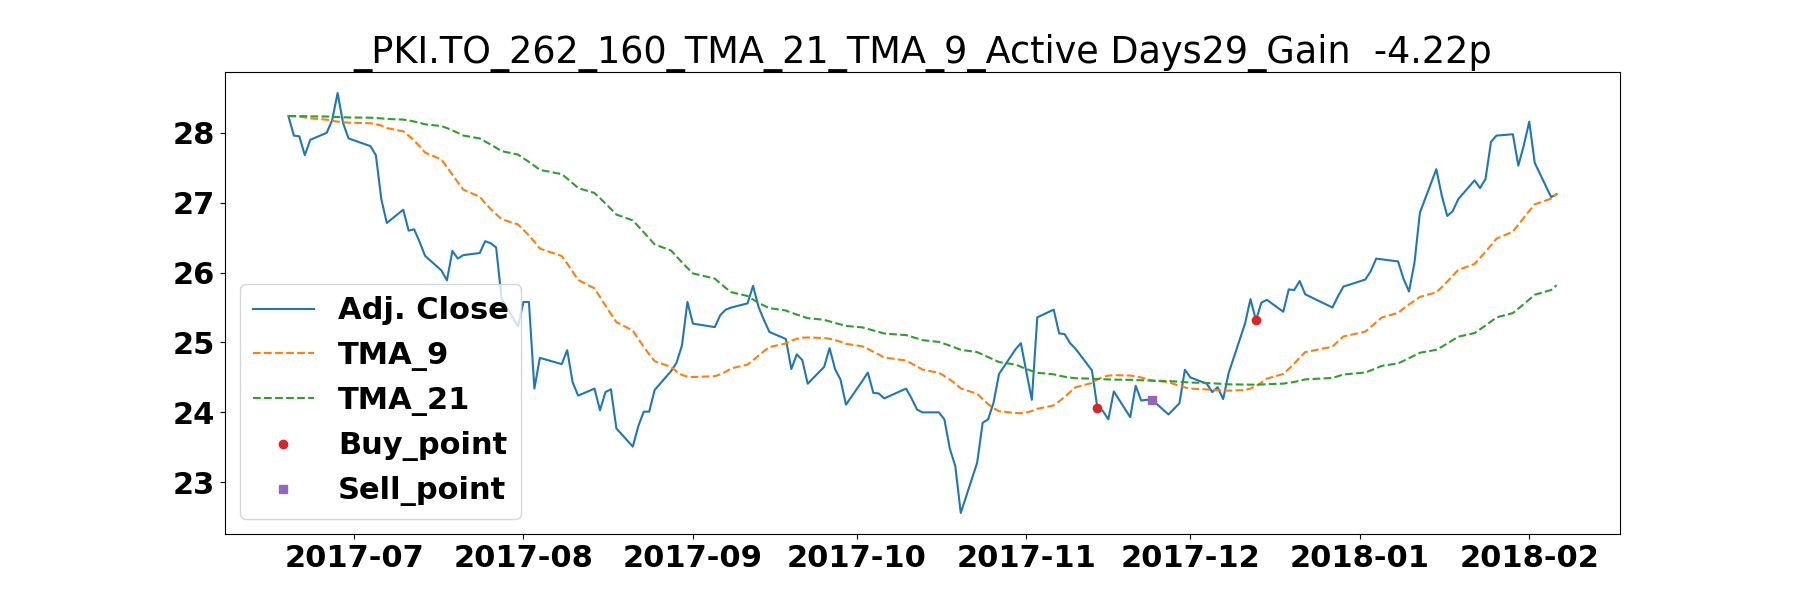 _PKI.TO_262_160_TMA_21_TMA_9_Active Days29_Gain  -4.22p
28
27
26
25
24
23
Adj. Close
TMA_9
TMA_21
Buy_point
Sell_point
2017-07 2017-08 2017-09 2017-10 2017-11 2017-12 2018-01 2018-02